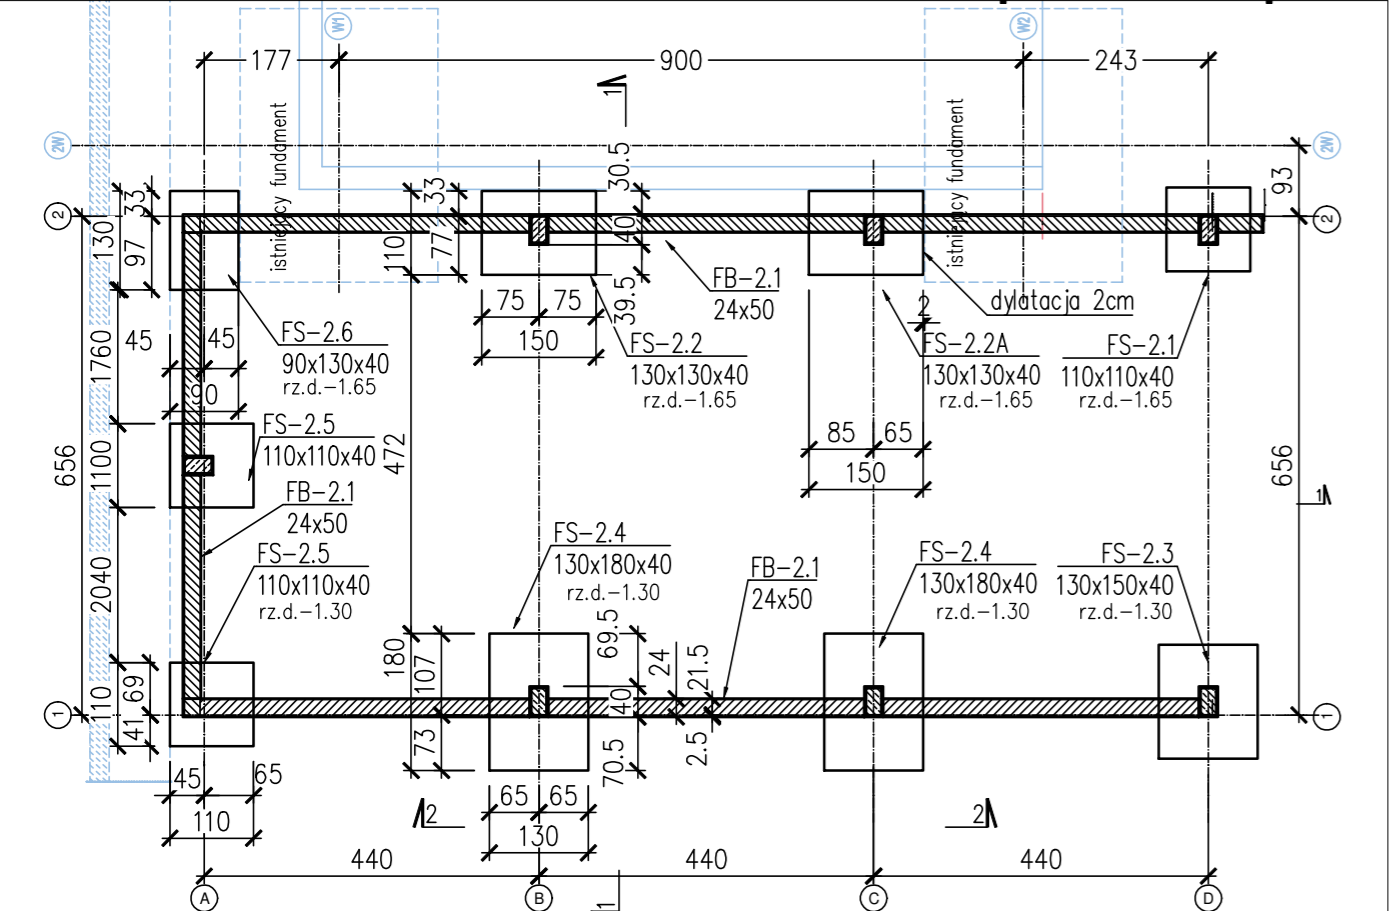 W1
W2
177
900
243
1
istniejący fundament
istniejący fundament
2W
2W
30.5
93
33
33
2
2
130
97
110
77
40
39.5
FB-2.1
24x50
75
75
150
dylatacja 2cm
2
45
45
90
FS-2.6
90x130x40
rz.d.-1.65
FS-2.2
130x130x40
rz.d.-1.65
FS-2.2A
130x130x40
rz.d.-1.65
FS-2.1
110x110x40
rz.d.-1.65
1760
FS-2.5
110x110x40
85
65
150
656
1100
472
656
1
FB-2.1
24x50
FS-2.5
110x110x40
rz.d.-1.30
FS-2.4
130x180x40
rz.d.-1.30
FB-2.1
24x50
FS-2.4
130x180x40
rz.d.-1.30
FS-2.3
130x150x40
rz.d.-1.30
2040
69.5
180
107
24
21.5
110
69
40
41
73
70.5
2.5
1
1
45
65
110
65
65
130
2
2
440
440
440
A
B
C
D
1